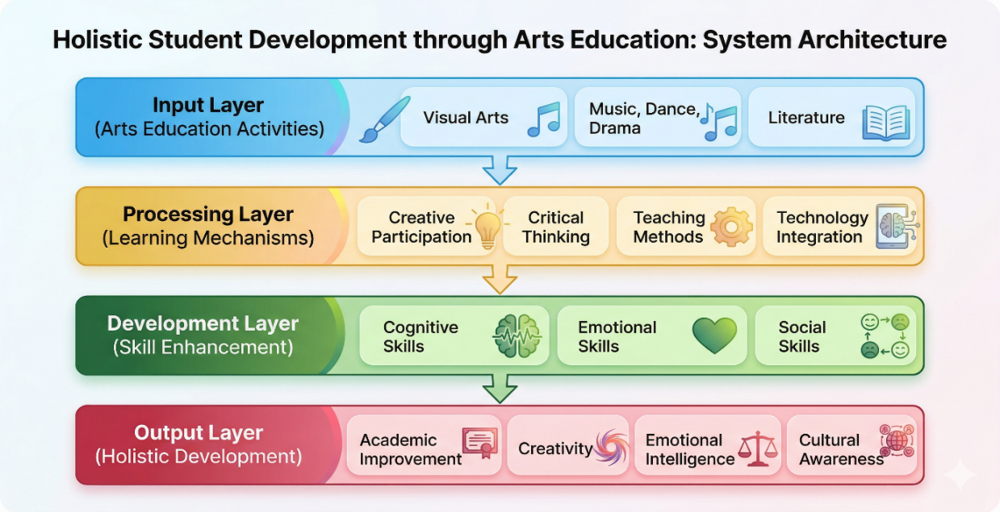 Holistic Student Development through Arts Education: System Architecture
Input Layer
(Arts Education Activities)
Visual Arts
Music, Dance,
Drama
Literature
Processing Layer
(Learning Mechanisms)
Creative
Participation
Critical
Thinking
Teaching
Methods
Technology
Integration
Development Layer
(Skill Enhancement)
Cognitive
Skills
Emotional
Skills
Social
Skills
Output Layer
(Holistic Development)
Academic
Improvement
Creativity
Emotional
Intelligence
Cultural
Awareness